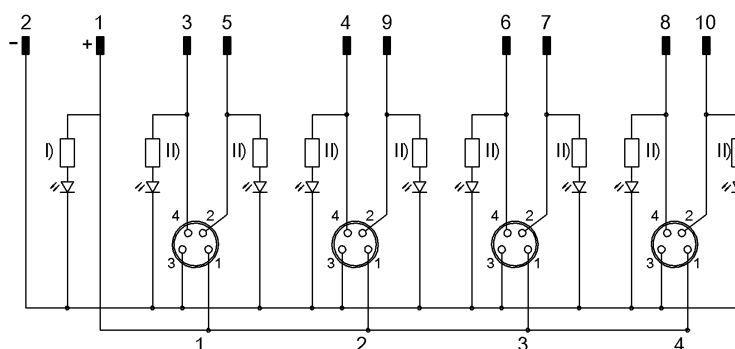 2 1 3 5 4 9 6 7 8 10
- +
I) II) II) II) II) II) II) II) II)
4 2 4 2 4 2 4 2
3 1 3 1 3 1 3 1
1 2 3 4